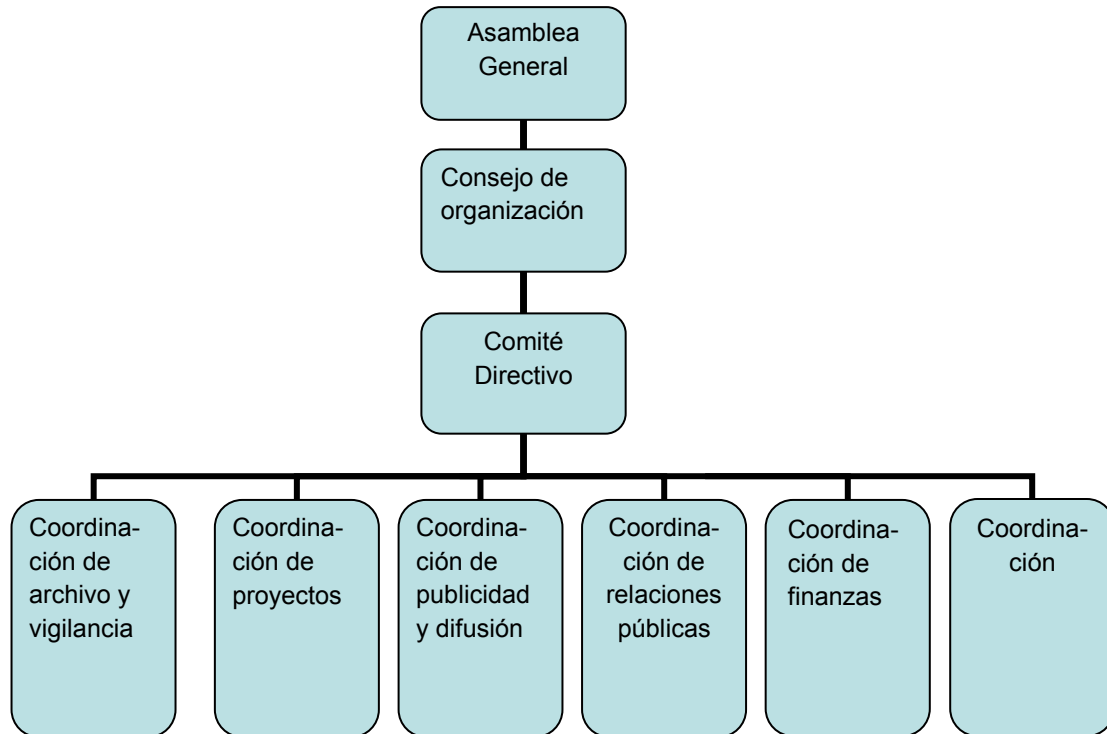 Asamblea
General
Consejo de
organización
Comité
Directivo
Coordina-
ción de
archivo y
vigilancia
Coordina-
ción de
proyectos
Coordina-
ción de
publicidad
y difusión
Coordina-
ción de
relaciones
públicas
Coordina-
ción de
finanzas
Coordina-
ción